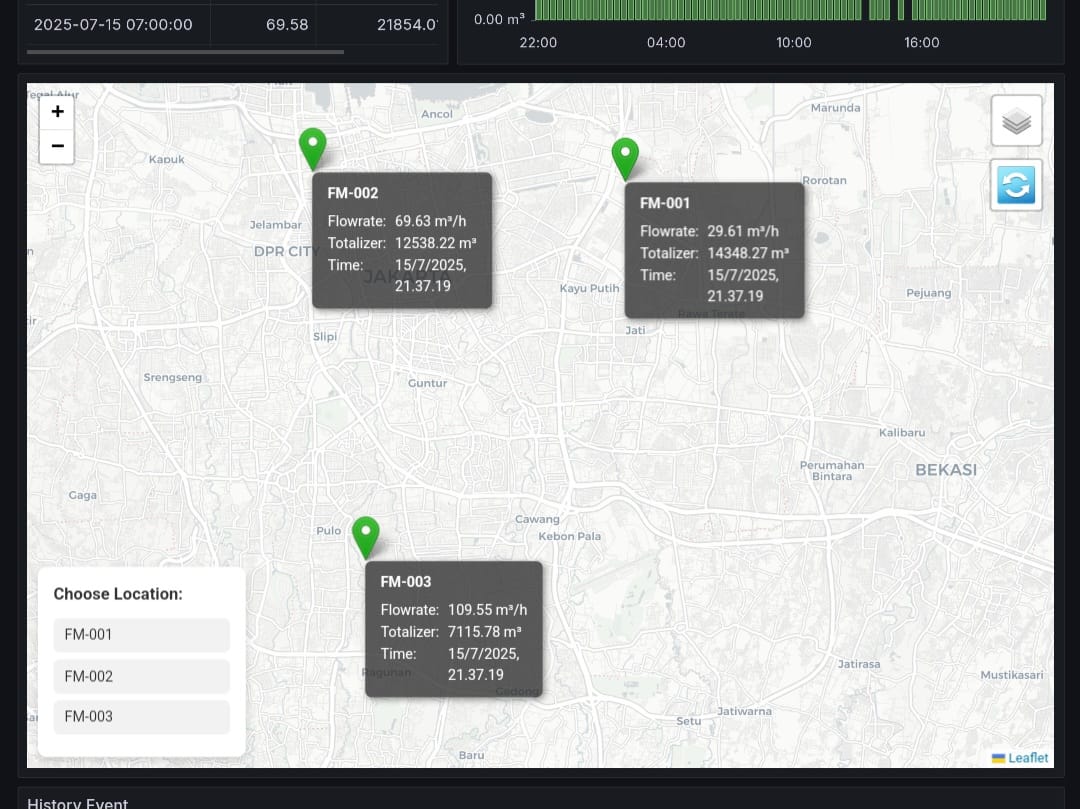 2025-07-15 07:00:00 69.58 21854.0
0.00 m³
22:00 04:00 10:00 16:00
+
−
Ancol
Marunda
Kapuk
Rorotan
FM-002
Flowrate: 69.63 m³/h
Totalizer: 12538.22 m³
Time: 15/7/2025,
21.37.19
FM-001
Flowrate: 29.61 m³/h
Totalizer: 14348.27 m³
Time: 15/7/2025,
21.37.19
Jelambar
DPR CITY
JAKARTA
Kayu Putih
Pejuang
Rawa Terate
Jati
Slipi
Srengseng
Guntur
Kalibaru
Perumahan
Bintara
BEKASI
Gaga
Cawang
Pulo
Kebon Pala
FM-003
Flowrate: 109.55 m³/h
Totalizer: 7115.78 m³
Time: 15/7/2025,
21.37.19
Ragunan
Gedong
Choose Location:
FM-001
FM-002
FM-003
Jatirasa
Mustikasari
Jatiwarna
Setu
Baru
Leaflet
History Event